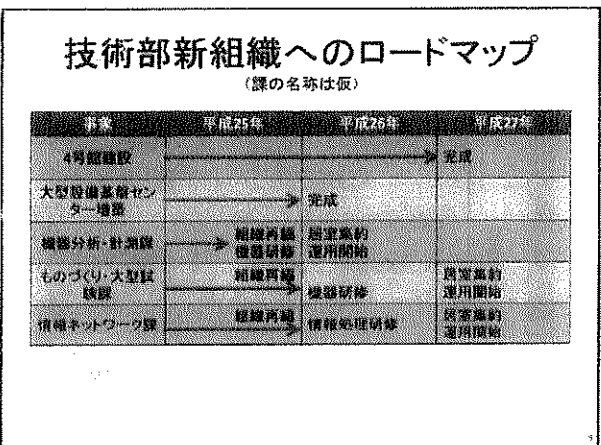 技術部新組織へのロードマップ
(課の名称は仮)
事業 平成25年 平成26年 平成27年
4号館建設 完成
大型設備基盤セン
ター増築 完成
機器分析・計測課 組織再編 居室集約
機器研修 運用開始
ものづくり・大型試
験課 組織再編 機器研修 居室集約
運用開始
情報ネットワーク課 組織再編 情報処理研修 居室集約
運用開始